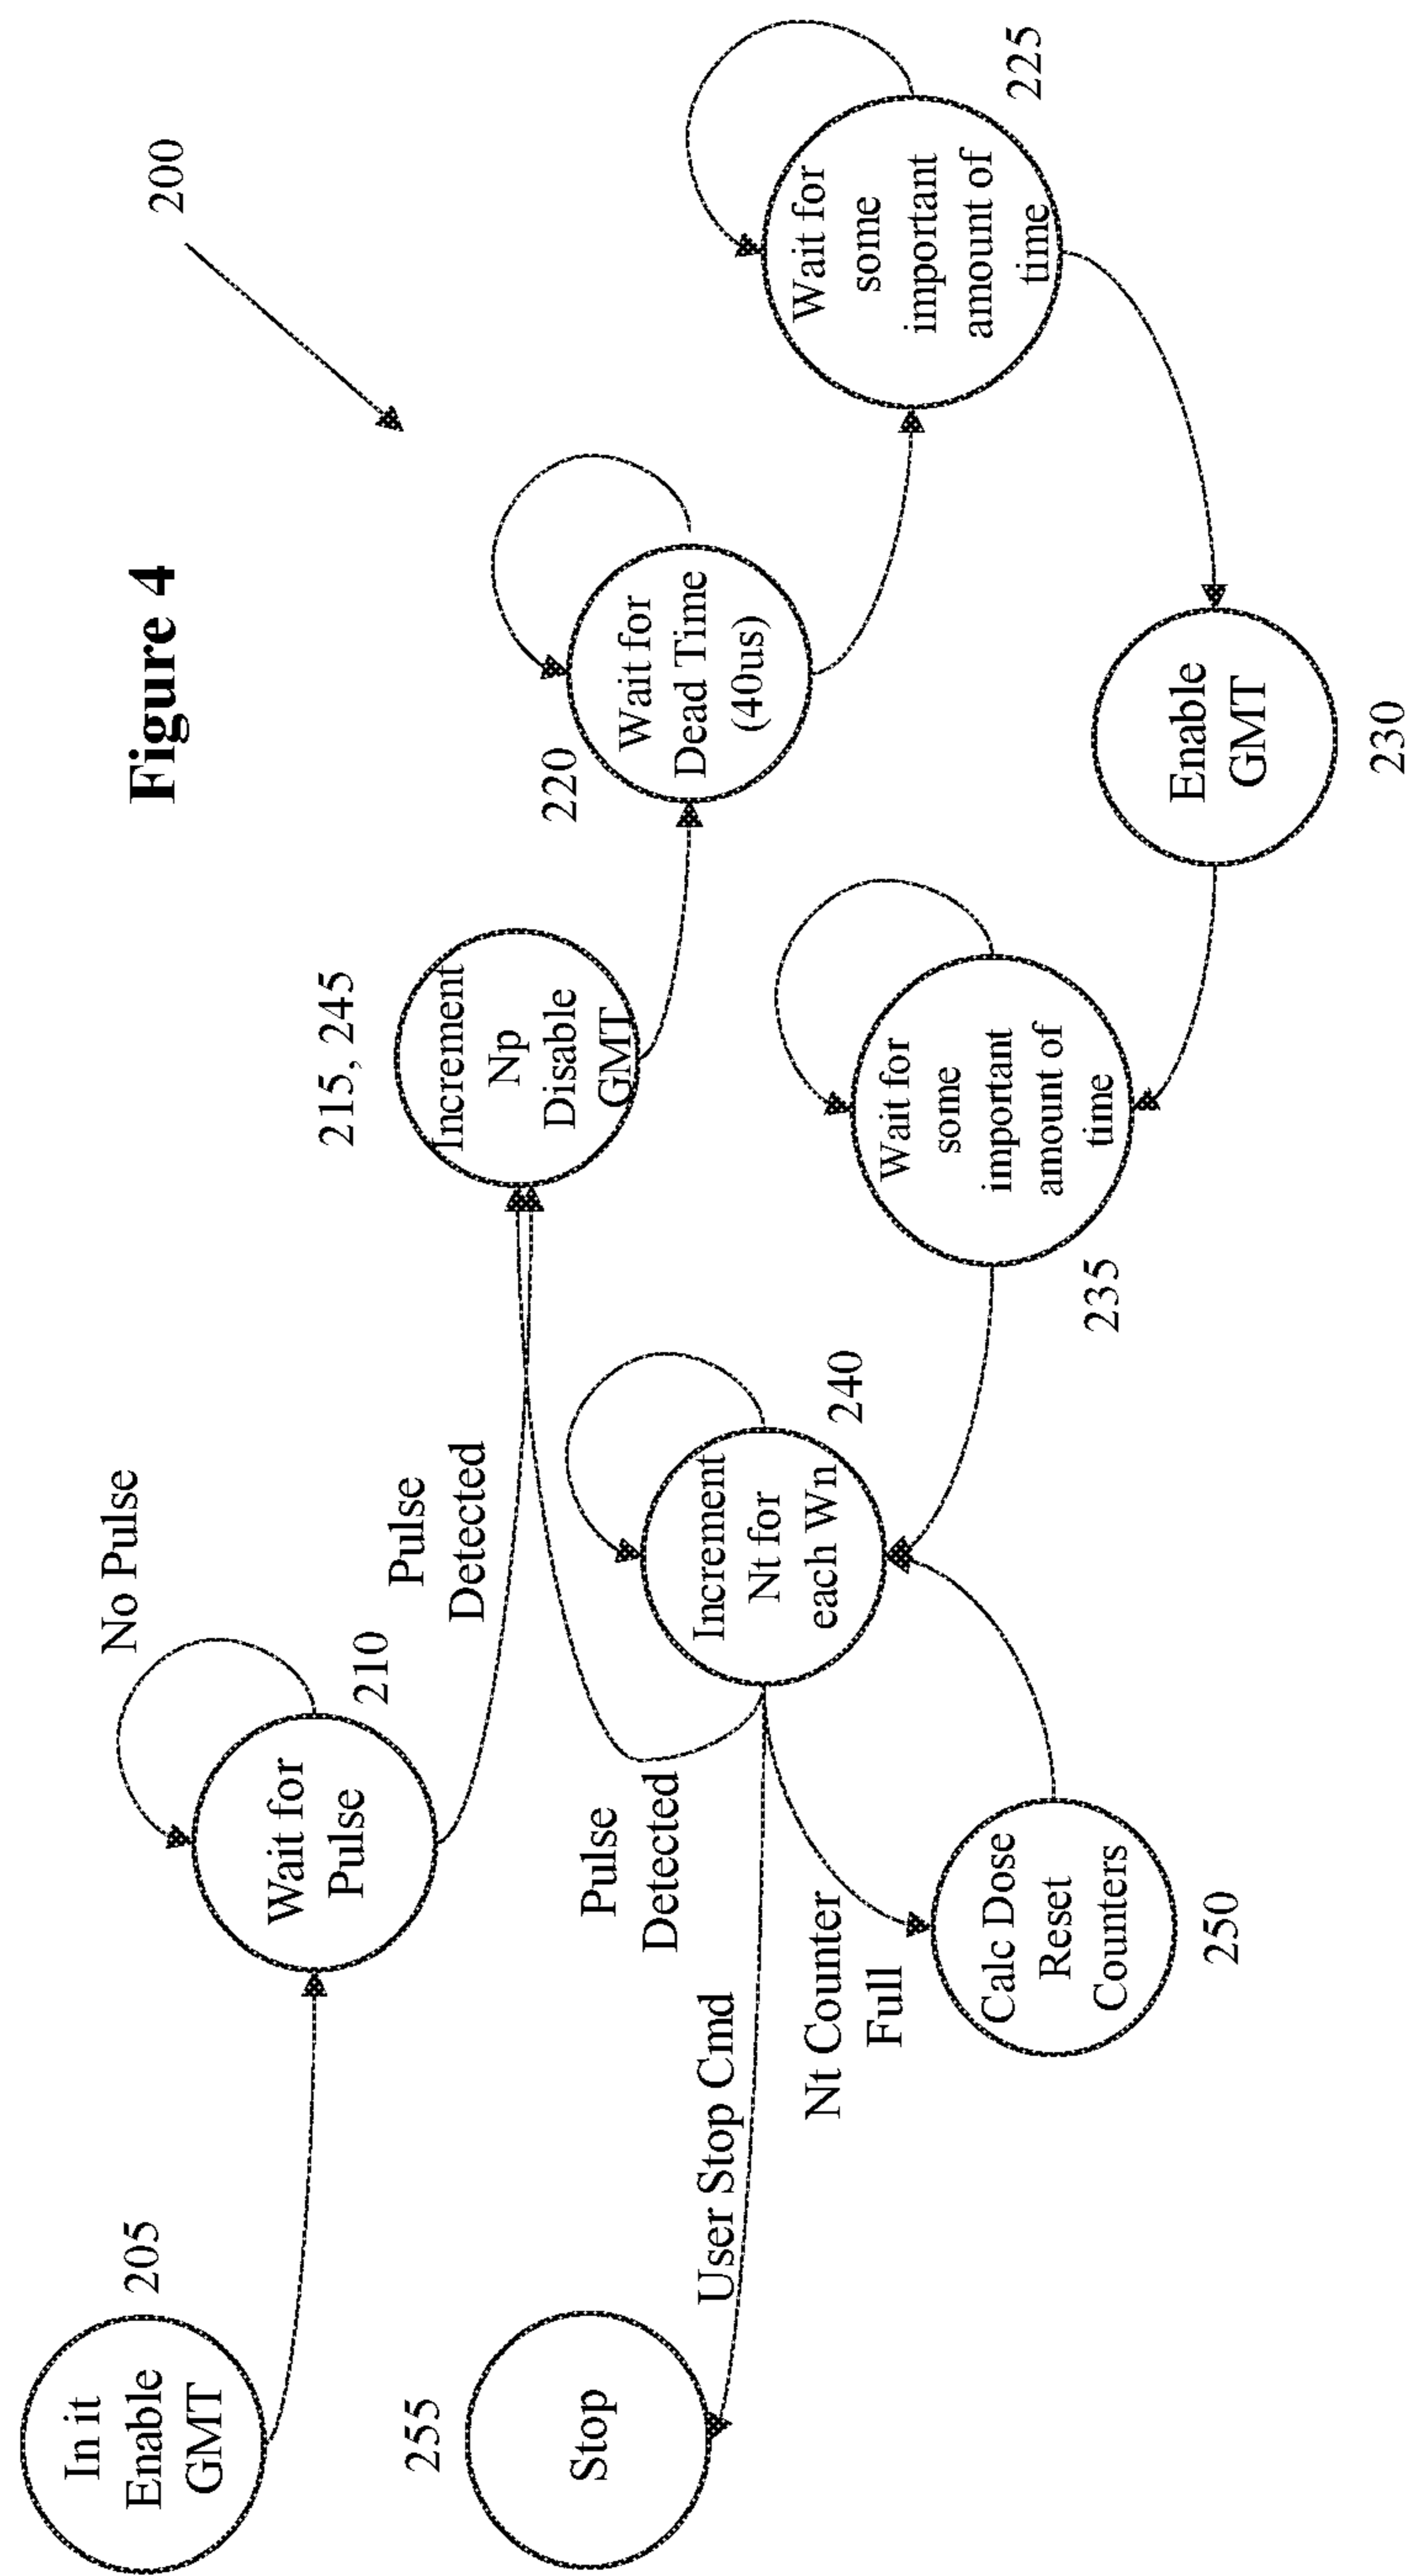 Figure 4
200
In it
Enable
GMT
205
No Pulse
Wait for
Pulse
210
Pulse
Detected
215, 245
Increment
Np
Disable
GMT
220
Wait for
Dead Time
(40us)
Wait for
some
important
amount of
time
225
255
Stop
User Stop Cmd
Pulse
Detected
Nt Counter
Full
Increment
Nt for
each Wn
240
Wait for
some
important
amount of
time
235
Enable
GMT
230
Calc Dose
Reset
Counters
250